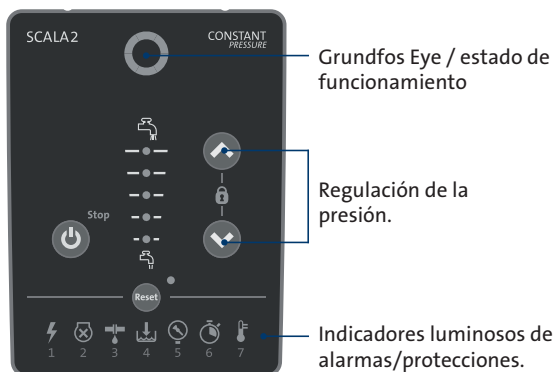 SCALA2
CONSTANT
PRESSURE
Grundfos Eye / estado de
funcionamiento
Regulación de la
presión.
Stop
Reset
1 2 3 4 5 6 7
Indicadores luminosos de
alarmas/protecciones.